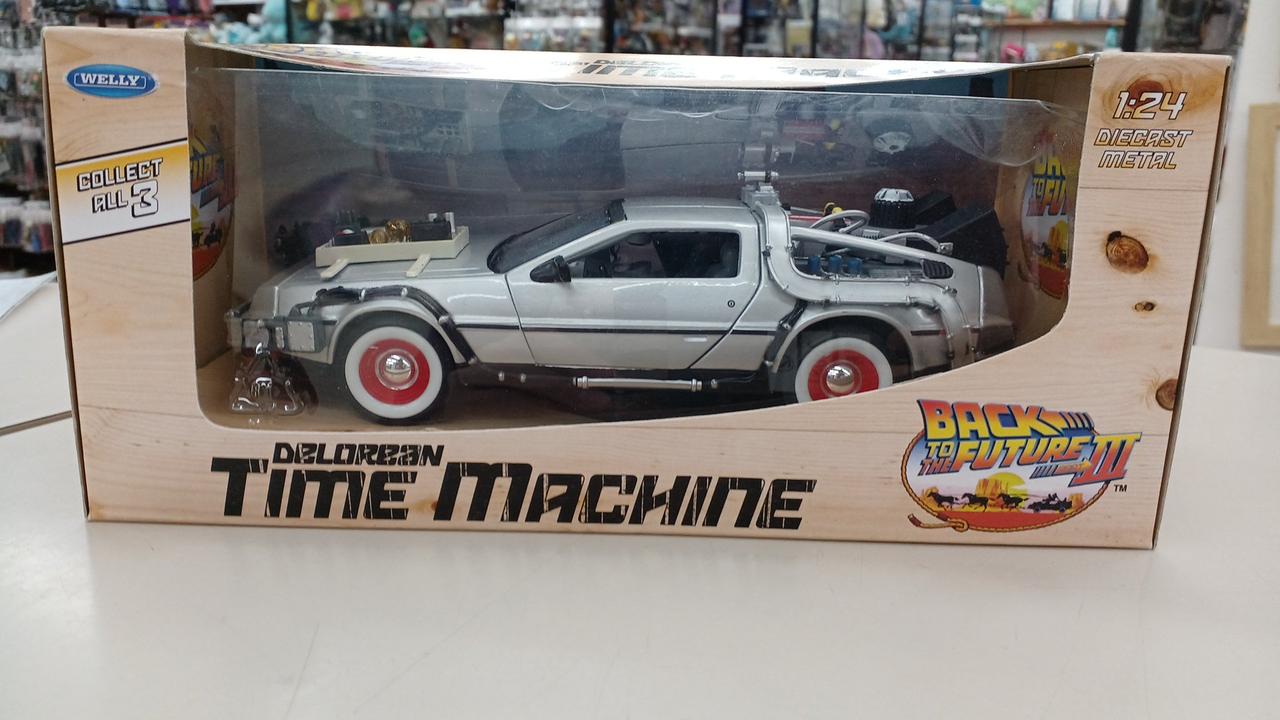 WELLY
COLLECT
ALL 3
1:24
DIECAST
METAL
DELOREAN
TIME MACHINE
BACK
TO
THE FUTURE III
TM